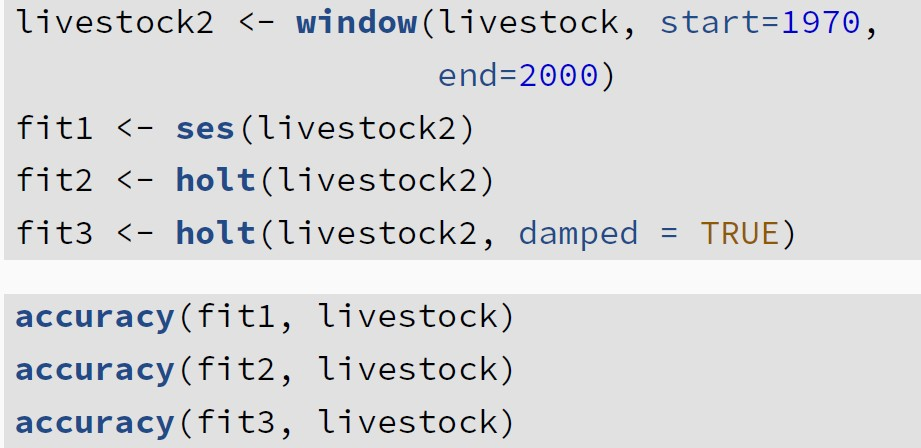 livestock2 <- window(livestock, start=1970,
end=2000)
fit1 <- ses(livestock2)
fit2 <- holt(livestock2)
fit3 <- holt(livestock2, damped = TRUE)
accuracy(fit1, livestock)
accuracy(fit2, livestock)
accuracy(fit3, livestock)